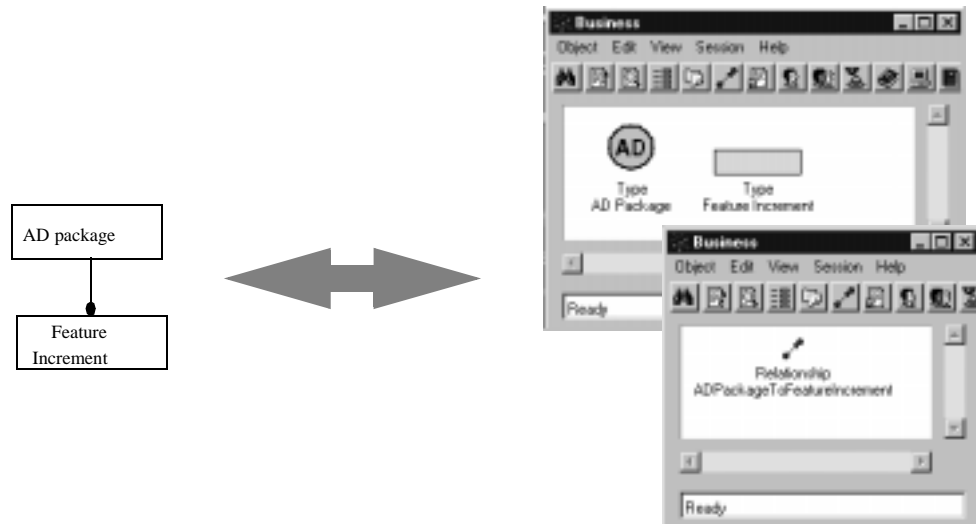 AD package
Feature
Increment
Business
Object Edit View Session Help
AD
Type
AD Package
Type
Feature Increment
Ready
Business
Object Edit View Session Help
Relationship
ADPackageToFeatureIncrement
Ready